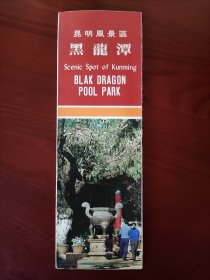 昆明風景區
黑龍潭
Scenic Spot of Kunming
BLAK DRAGON
POOL PARK